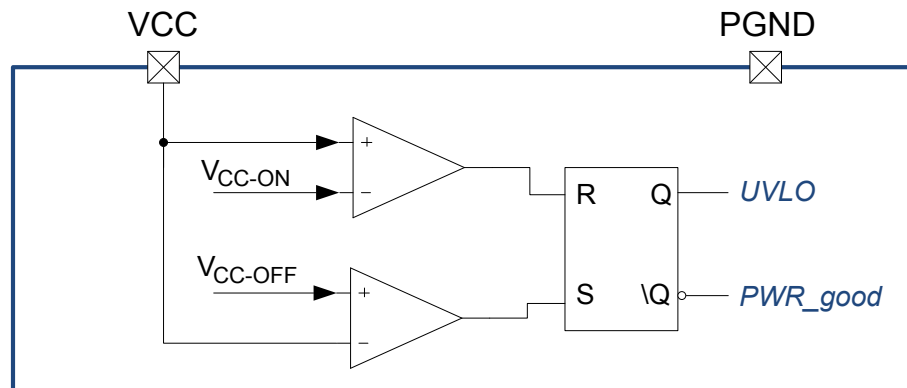 VCC
PGND
+
VCC-ON
−
R
Q
UVLO
VCC-OFF
+
S
\Q
PWR_good
−